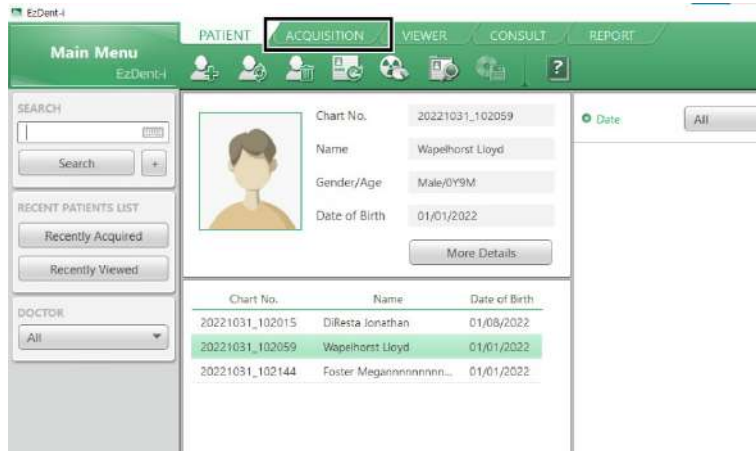 EzDent-i
Main Menu
EzDent-i
PATIENT
ACQUISITION
VIEWER
CONSULT
REPORT
?
SEARCH
Search
+
RECENT PATIENTS LIST
Recently Acquired
Recently Viewed
DOCTOR
All
Chart No. 20221031_102059
Name Wapelhorst Lloyd
Gender/Age Male/0Y9M
Date of Birth 01/01/2022
More Details
Chart No. Name Date of Birth
20221031_102015 DiResta Jonathan 01/08/2022
20221031_102059 Wapelhorst Lloyd 01/01/2022
20221031_102144 Foster Megannnnnnnnn... 01/01/2022
Date All